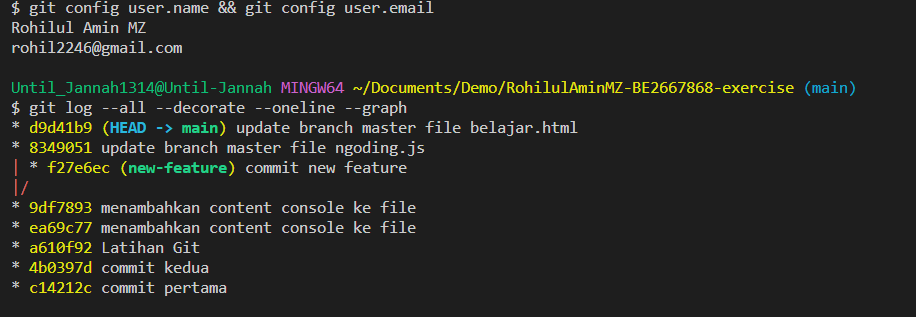 $ git config user.name && git config user.email
Rohilul Amin MZ
rohil2246@gmail.com
Until_Jannah1314@Until-Jannah MINGW64 ~/Documents/Demo/RohilulAminMZ-BE2667868-exercise (main)
$ git log --all --decorate --oneline --graph
* d9d41b9 (HEAD -> main) update branch master file belajar.html
* 8349051 update branch master file ngoding.js
| * f27e6ec (new-feature) commit new feature
|/
* 9df7893 menambahkan content console ke file
* ea69c77 menambahkan content console ke file
* a610f92 Latihan Git
* 4b0397d commit kedua
* c14212c commit pertama